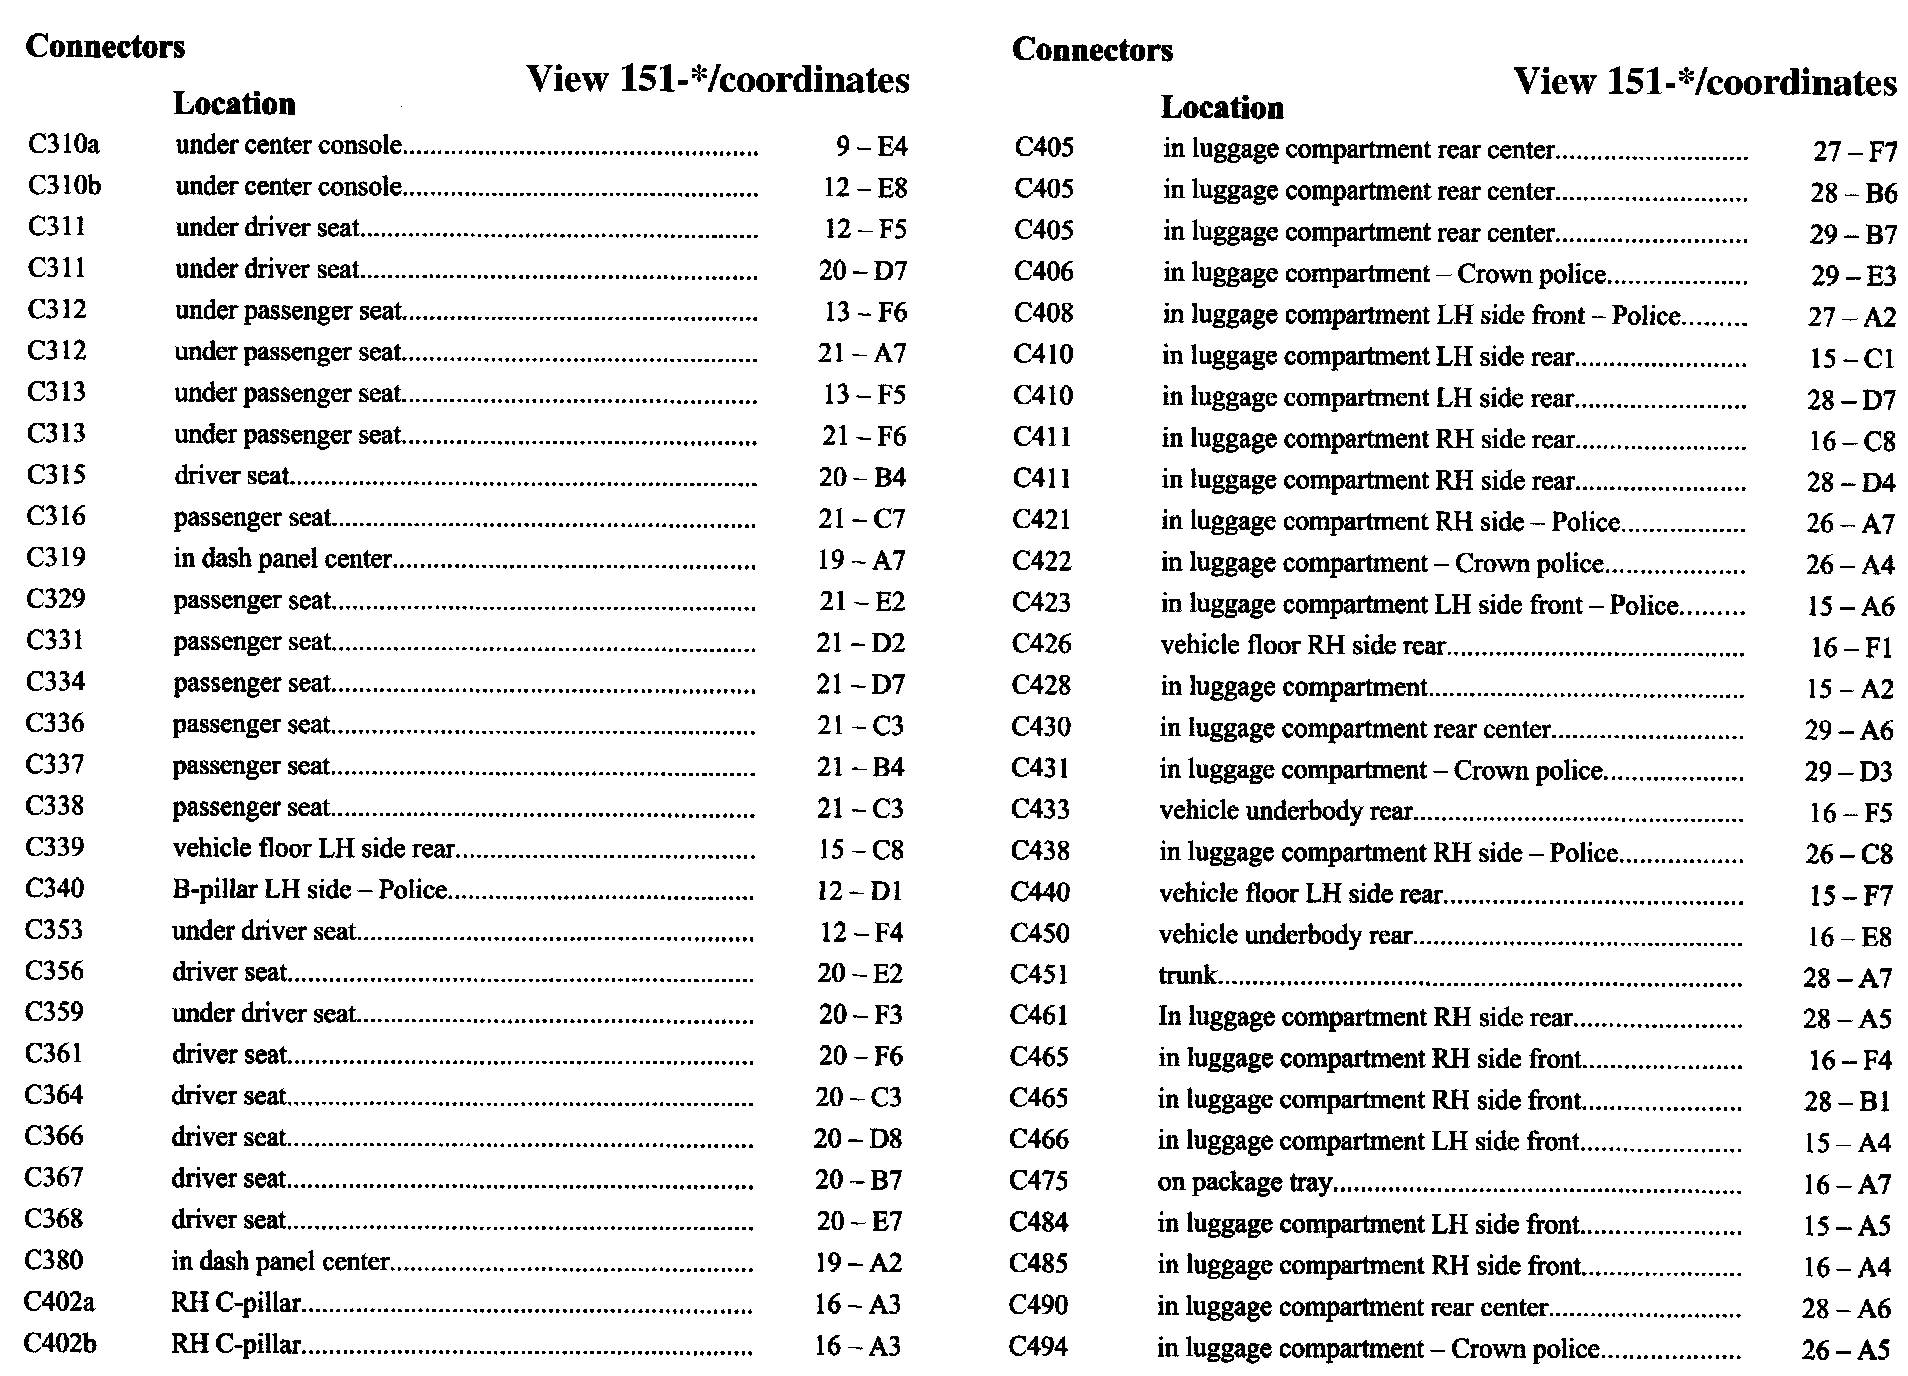 Connectors
View 151-*/coordinates
Location
C310a under center console 9 – E4
C310b under center console 12 – E8
C311 under driver seat 12 – F5
C311 under driver seat 20 – D7
C312 under passenger seat 13 – F6
C312 under passenger seat 21 – A7
C313 under passenger seat 13 – F5
C313 under passenger seat 21 – F6
C315 driver seat 20 – B4
C316 passenger seat 21 – C7
C319 in dash panel center 19 – A7
C329 passenger seat 21 – E2
C331 passenger seat 21 – D2
C334 passenger seat 21 – D7
C336 passenger seat 21 – C3
C337 passenger seat 21 – B4
C338 passenger seat 21 – C3
C339 vehicle floor LH side rear 15 – C8
C340 B-pillar LH side – Police 12 – D1
C353 under driver seat 12 – F4
C356 driver seat 20 – E2
C359 under driver seat 20 – F3
C361 driver seat 20 – F6
C364 driver seat 20 – C3
C366 driver seat 20 – D8
C367 driver seat 20 – B7
C368 driver seat 20 – E7
C380 in dash panel center 19 – A2
C402a RH C-pillar 16 – A3
C402b RH C-pillar 16 – A3
Connectors
View 151-*/coordinates
Location
C405 in luggage compartment rear center 27 – F7
C405 in luggage compartment rear center 28 – B6
C405 in luggage compartment rear center 29 – B7
C406 in luggage compartment – Crown police 29 – E3
C408 in luggage compartment LH side front – Police 27 – A2
C410 in luggage compartment LH side rear 15 – C1
C410 in luggage compartment LH side rear 28 – D7
C411 in luggage compartment RH side rear 16 – C8
C411 in luggage compartment RH side rear 28 – D4
C421 in luggage compartment RH side – Police 26 – A7
C422 in luggage compartment – Crown police 26 – A4
C423 in luggage compartment LH side front – Police 15 – A6
C426 vehicle floor RH side rear 16 – F1
C428 in luggage compartment 15 – A2
C430 in luggage compartment rear center 29 – A6
C431 in luggage compartment – Crown police 29 – D3
C433 vehicle underbody rear 16 – F5
C438 in luggage compartment RH side – Police 26 – C8
C440 vehicle floor LH side rear 15 – F7
C450 vehicle underbody rear 16 – E8
C451 trunk 28 – A7
C461 In luggage compartment RH side rear 28 – A5
C465 in luggage compartment RH side front 16 – F4
C465 in luggage compartment RH side front 28 – B1
C466 in luggage compartment LH side front 15 – A4
C475 on package tray 16 – A7
C484 in luggage compartment LH side front 15 – A5
C485 in luggage compartment RH side front 16 – A4
C490 in luggage compartment rear center 28 – A6
C494 in luggage compartment – Crown police 26 – A5